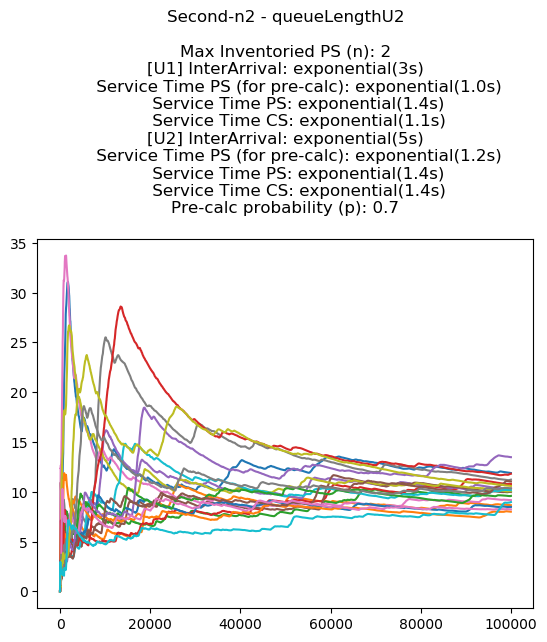 Second-n2 - queueLengthU2
Max Inventoried PS (n): 2
[U1] InterArrival: exponential(3s)
Service Time PS (for pre-calc): exponential(1.0s)
Service Time PS: exponential(1.4s)
Service Time CS: exponential(1.1s)
[U2] InterArrival: exponential(5s)
Service Time PS (for pre-calc): exponential(1.2s)
Service Time PS: exponential(1.4s)
Service Time CS: exponential(1.4s)
Pre-calc probability (p): 0.7
35
30
25
20
15
10
5
0
0 20000 40000 60000 80000 100000